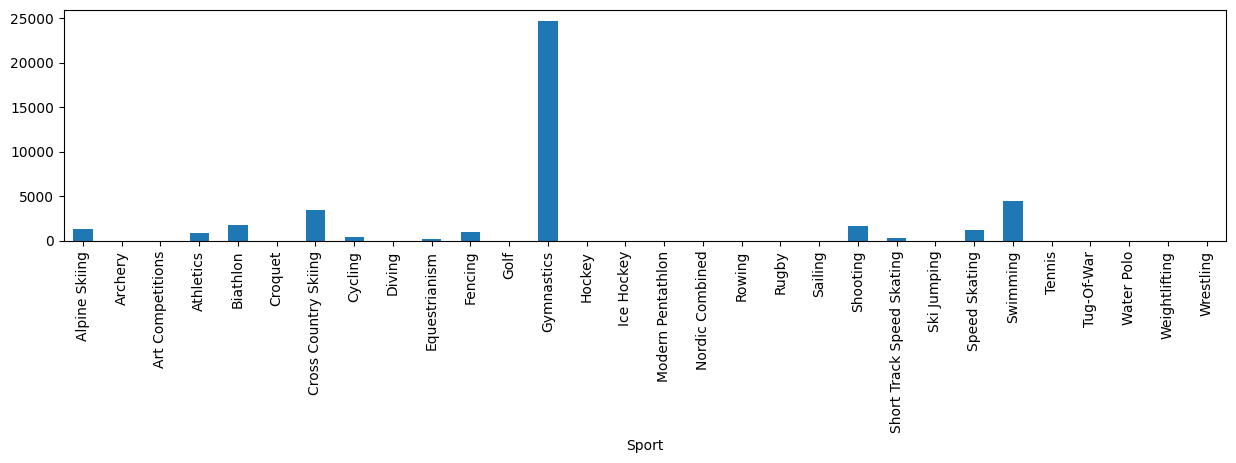 25000
20000
15000
10000
5000
0
Alpine Skiing
Archery
Art Competitions
Athletics
Biathlon
Croquet
Cross Country Skiing
Cycling
Diving
Equestrianism
Fencing
Golf
Gymnastics
Hockey
Ice Hockey
Modern Pentathlon
Nordic Combined
Rowing
Rugby
Sailing
Shooting
Short Track Speed Skating
Ski Jumping
Speed Skating
Swimming
Tennis
Tug-Of-War
Water Polo
Weightlifting
Wrestling
Sport